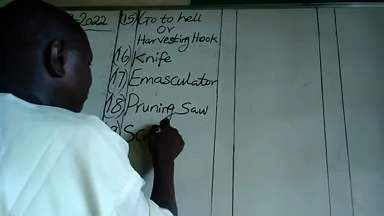 -2022
15) Go to hell
Or
Harvesting Hook
16) Knife
17) Emasculator
18) Pruning Saw